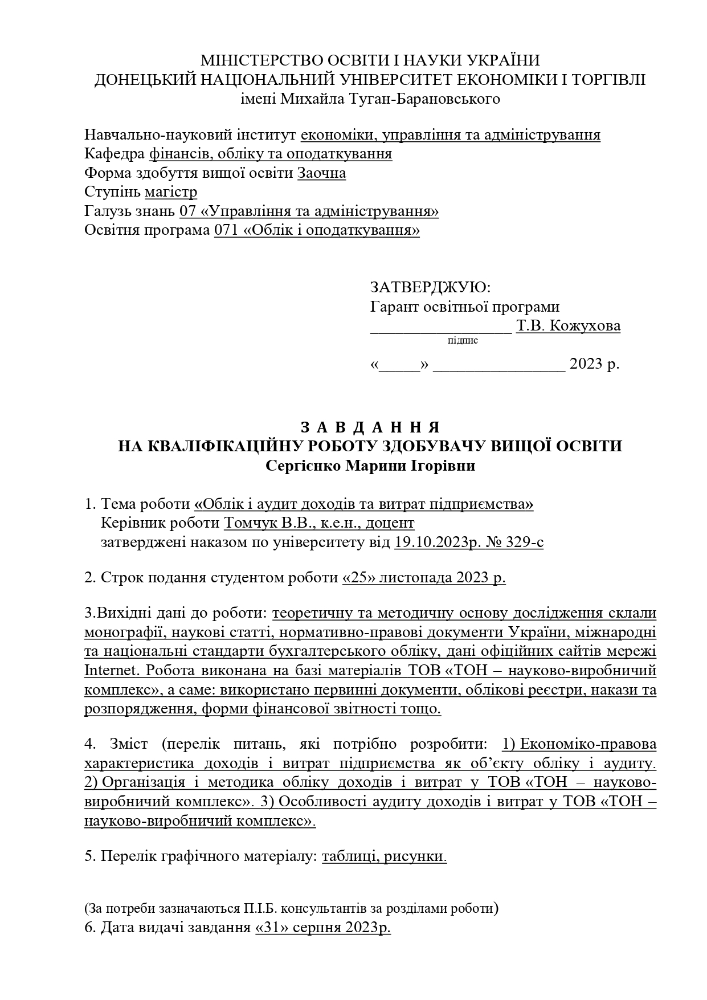 МІНІСТЕРСТВО ОСВІТИ І НАУКИ УКРАЇНИ
ДОНЕЦЬКИЙ НАЦІОНАЛЬНИЙ УНІВЕРСИТЕТ ЕКОНОМІКИ І ТОРГІВЛІ
імені Михайла Туган-Барановського
Навчально-науковий інститут економіки, управління та адміністрування
Кафедра фінансів, обліку та оподаткування
Форма здобуття вищої освіти Заочна
Ступінь магістр
Галузь знань 07 «Управління та адміністрування»
Освітня програма 071 «Облік і оподаткування»
ЗАТВЕРДЖУЮ:
Гарант освітньої програми
_________________ Т.В. Кожухова
підпис
«_____» ________________ 2023 р.
З А В Д А Н Н Я
НА КВАЛІФІКАЦІЙНУ РОБОТУ ЗДОБУВАЧУ ВИЩОЇ ОСВІТИ
Сергієнко Марини Ігорівни
1. Тема роботи «Облік і аудит доходів та витрат підприємства»
Керівник роботи Томчук В.В., к.е.н., доцент
затверджені наказом по університету від 19.10.2023р. № 329-с
2. Строк подання студентом роботи «25» листопада 2023 р.
3.Вихідні дані до роботи: теоретичну та методичну основу дослідження склали
монографії, наукові статті, нормативно-правові документи України, міжнародні
та національні стандарти бухгалтерського обліку, дані офіційних сайтів мережі
Internet. Робота виконана на базі матеріалів ТОВ «ТОН – науково-виробничий
комплекс», а саме: використано первинні документи, облікові реєстри, накази та
розпорядження, форми фінансової звітності тощо.
4. Зміст (перелік питань, які потрібно розробити: 1) Економіко-правова
характеристика доходів і витрат підприємства як об’єкту обліку і аудиту.
2) Організація і методика обліку доходів і витрат у ТОВ «ТОН – науково-
виробничий комплекс». 3) Особливості аудиту доходів і витрат у ТОВ «ТОН –
науково-виробничий комплекс».
5. Перелік графічного матеріалу: таблиці, рисунки.
(За потреби зазначаються П.І.Б. консультантів за розділами роботи)
6. Дата видачі завдання «31» серпня 2023р.